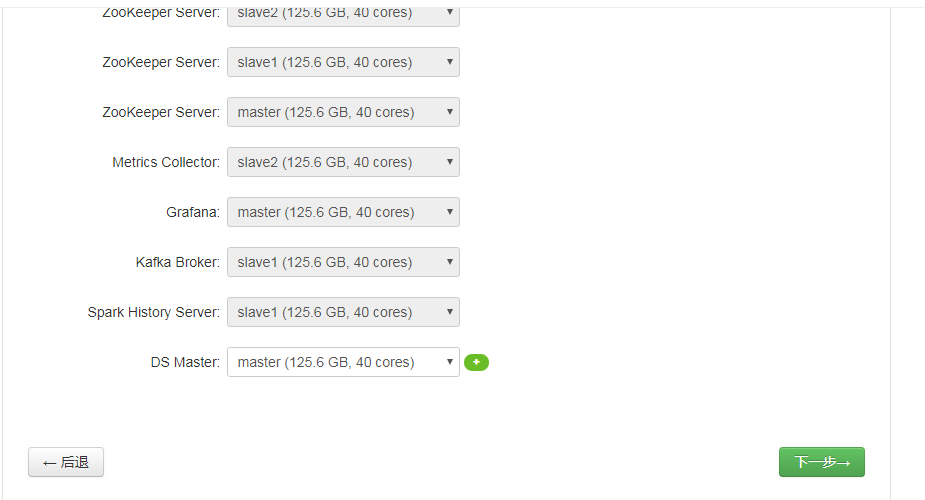 ZooKeeper Server: slave2 (125.6 GB, 40 cores)
ZooKeeper Server: slave1 (125.6 GB, 40 cores)
ZooKeeper Server: master (125.6 GB, 40 cores)
Metrics Collector: slave2 (125.6 GB, 40 cores)
Grafana: master (125.6 GB, 40 cores)
Kafka Broker: slave1 (125.6 GB, 40 cores)
Spark History Server: slave1 (125.6 GB, 40 cores)
DS Master: master (125.6 GB, 40 cores) +
← 后退 下一步→